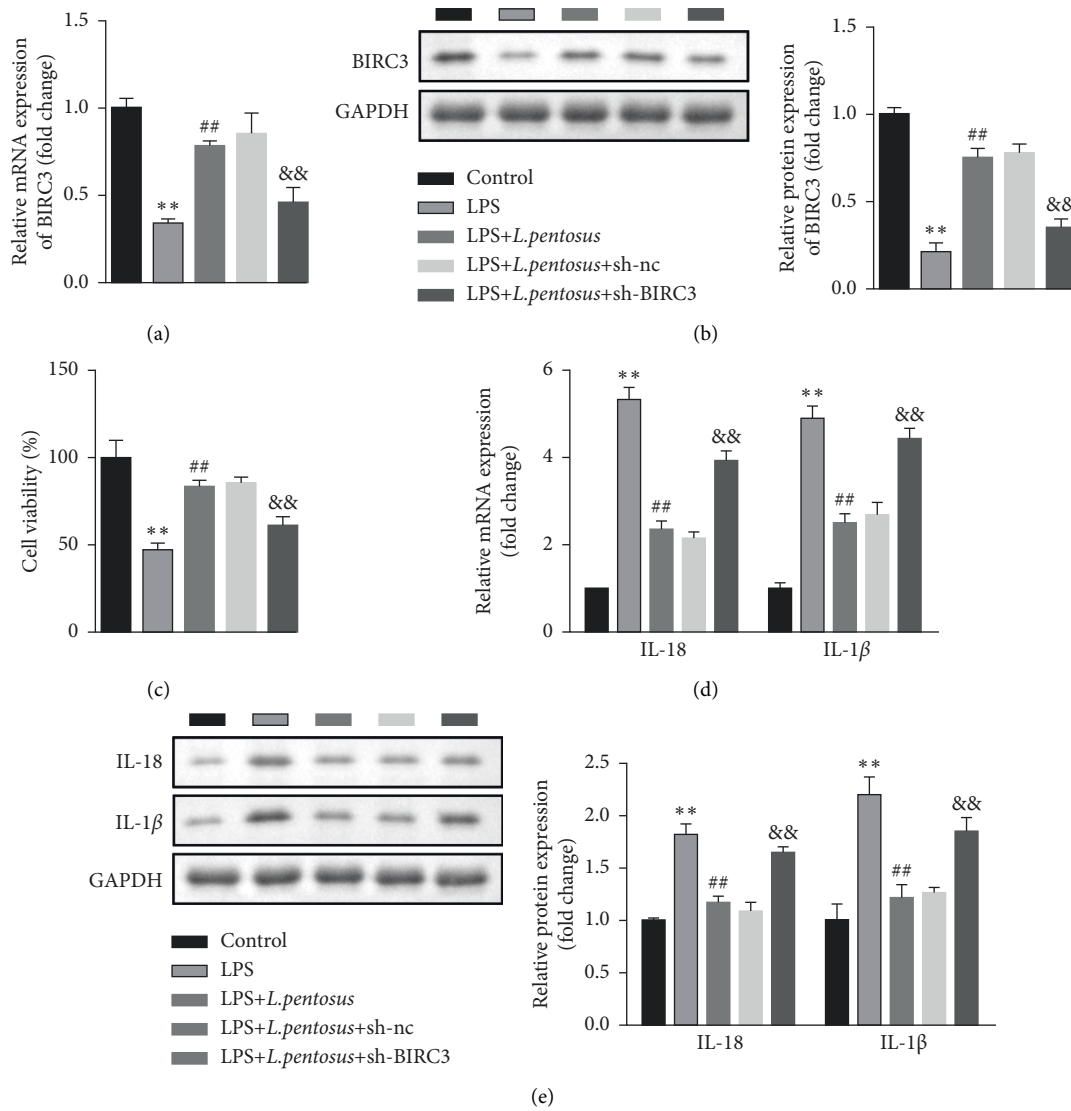 Relative mRNA expression
of BIRC3 (fold change)
1.5
1.0
0.5
0.0
**
##
&&
(a)
BIRC3
GAPDH
Control
LPS
LPS+L.pentosus
LPS+L.pentosus+sh-nc
LPS+L.pentosus+sh-BIRC3
Relative protein expression
of BIRC3 (fold change)
1.5
1.0
0.5
0.0
**
##
&&
(b)
Cell viability (%)
150
100
50
0
**
##
&&
(c)
Relative mRNA expression
(fold change)
6
4
2
0
**
##
&&
**
##
&&
IL-18
IL-1β
(d)
IL-18
IL-1β
GAPDH
Control
LPS
LPS+L.pentosus
LPS+L.pentosus+sh-nc
LPS+L.pentosus+sh-BIRC3
Relative protein expression
(fold change)
2.5
2.0
1.5
1.0
0.5
0.0
**
##
&&
**
##
&&
IL-18
IL-1β
(e)